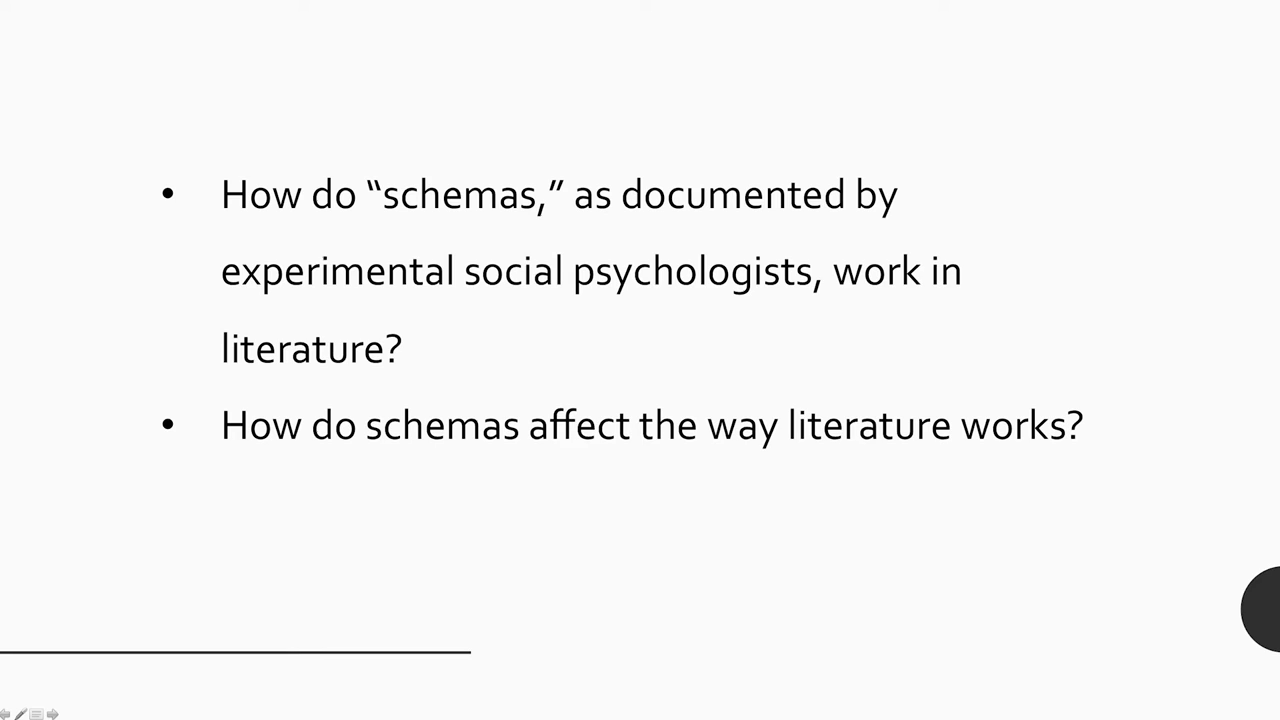 • How do “schemas,” as documented by
experimental social psychologists, work in
literature?
• How do schemas affect the way literature works?